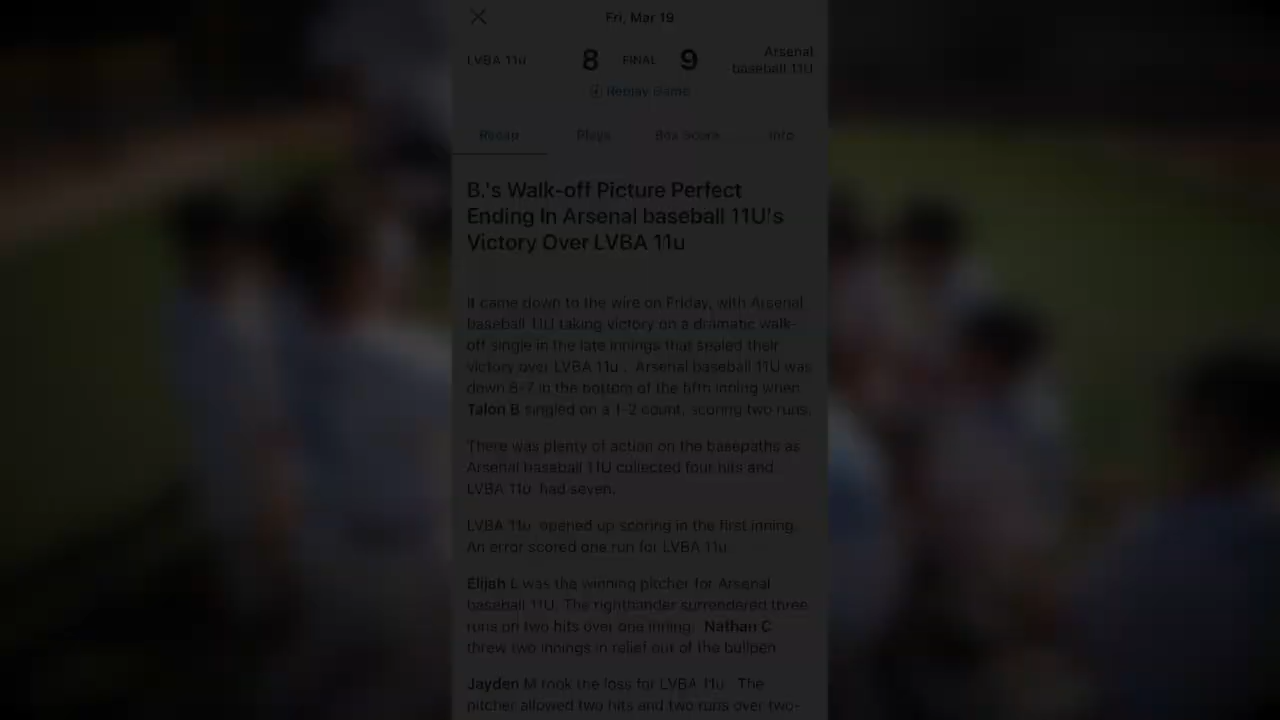 Fri, Mar 19
LVBA 11u 8 FINAL 9 Arsenal
baseball 11U
Replay Game
Recap Plays Box Score Info
B.'s Walk-off Picture Perfect
Ending In Arsenal baseball 11U's
Victory Over LVBA 11u
It came down to the wire on Friday, with Arsenal
baseball 11U taking victory on a dramatic walk-
off single in the late innings that sealed their
victory over LVBA 11u . Arsenal baseball 11U was
down 8-7 in the bottom of the fifth inning when
Talon B singled on a 1-2 count, scoring two runs.
There was plenty of action on the basepaths as
Arsenal baseball 11U collected four hits and
LVBA 11u had seven.
LVBA 11u opened up scoring in the first inning.
An error scored one run for LVBA 11u
Elijah L was the winning pitcher for Arsenal
baseball 11U. The righthander surrendered three
runs on two hits over one inning. Nathan C
threw two innings in relief out of the bullpen
Jayden M took the loss for LVBA 11u The
pitcher allowed two hits and two runs over two-